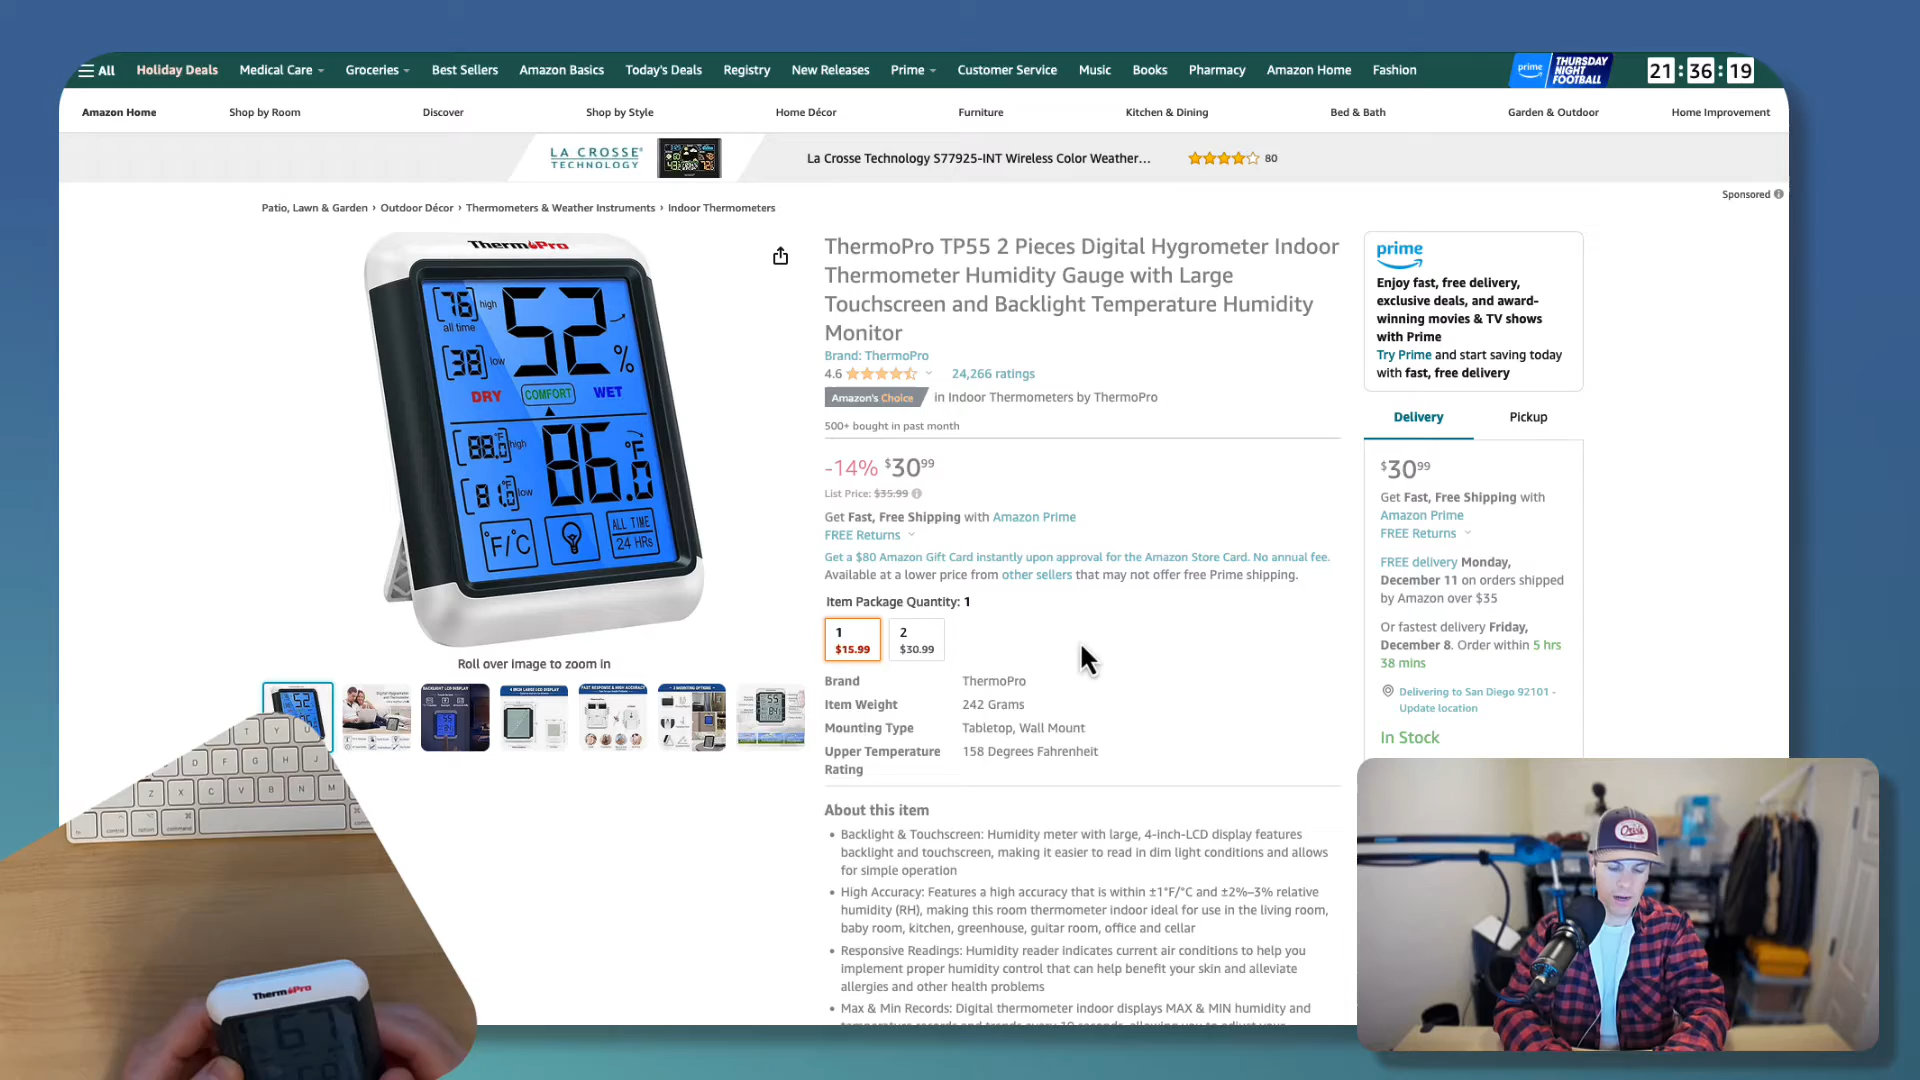 All
Holiday Deals
Medical Care
Groceries
Best Sellers
Amazon Basics
Today's Deals
Registry
New Releases
Prime
Customer Service
Music
Books
Pharmacy
Amazon Home
Fashion
prime
THURSDAY
NIGHT
FOOTBALL
21:36:19
Amazon Home
Shop by Room
Discover
Shop by Style
Home Décor
Furniture
Kitchen & Dining
Bed & Bath
Garden & Outdoor
Home Improvement
LA CROSSE
TECHNOLOGY
La Crosse Technology S77925-INT Wireless Color Weather...
80
Sponsored
Patio, Lawn & Garden › Outdoor Décor › Thermometers & Weather Instruments › Indoor Thermometers
ThermoPro
76 high
all time
52 %
38 low
DRY COMFORT WET
88.0°F high
86.0 °F
81.0°F low
°F/°C
ALL TIME
24 HRs
Roll over image to zoom in
ThermoPro TP55 2 Pieces Digital Hygrometer Indoor
Thermometer Humidity Gauge with Large
Touchscreen and Backlight Temperature Humidity
Monitor
Brand: ThermoPro
4.6
24,266 ratings
Amazon's Choice in Indoor Thermometers by ThermoPro
500+ bought in past month
-14% $30 99
List Price: $35.99
Get Fast, Free Shipping with Amazon Prime
FREE Returns
Get a $80 Amazon Gift Card instantly upon approval for the Amazon Store Card. No annual fee.
Available at a lower price from other sellers that may not offer free Prime shipping.
Item Package Quantity: 1
1
$15.99
2
$30.99
Brand ThermoPro
Item Weight 242 Grams
Mounting Type Tabletop, Wall Mount
Upper Temperature 158 Degrees Fahrenheit
Rating
About this item
• Backlight & Touchscreen: Humidity meter with large, 4-inch-LCD display features
backlight and touchscreen, making it easier to read in dim light conditions and allows
for simple operation
• High Accuracy: Features a high accuracy that is within ±1°F/°C and ±2%–3% relative
humidity (RH), making this room thermometer indoor ideal for use in the living room,
baby room, kitchen, greenhouse, guitar room, office and cellar
• Responsive Readings: Humidity reader indicates current air conditions to help you
implement proper humidity control that can help benefit your skin and alleviate
allergies and other health problems
• Max & Min Records: Digital thermometer indoor displays MAX & MIN humidity and
prime
Enjoy fast, free delivery,
exclusive deals, and award-
winning movies & TV shows
with Prime
Try Prime and start saving today
with fast, free delivery
Delivery
Pickup
$30 99
Get Fast, Free Shipping with
Amazon Prime
FREE Returns
FREE delivery Monday,
December 11 on orders shipped
by Amazon over $35
Or fastest delivery Friday,
December 8. Order within 5 hrs
38 mins
Delivering to San Diego 92101 -
Update location
In Stock
T Y U
D F G H J
Z X C V B N M
control option command
ThermoPro
67